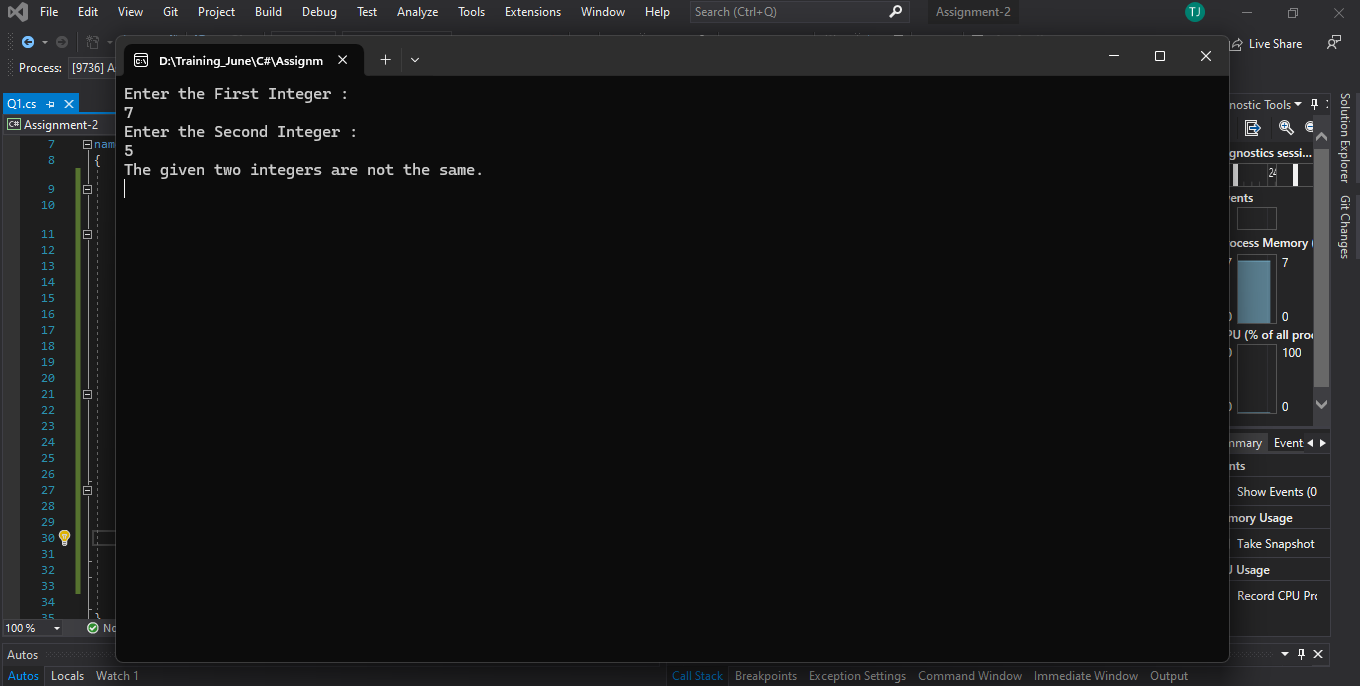 File Edit View Git Project Build Debug Test Analyze Tools Extensions Window Help Search (Ctrl+Q) Assignment-2 TJ
Live Share
Process: [9736] A
D:\Training_June\C#\Assignm
Q1.cs
C# Assignment-2
Enter the First Integer :
7
Enter the Second Integer :
5
The given two integers are not the same.
7 nam
8 {
9
10
11
12
13
14
15
16
17
18
19
20
21
22
23
24
25
26
27
28
29
30
31
32
33
34
35 }
100 % No
nostic Tools
gnostics sessi...
24
ents
ocess Memory (
7
0
PU (% of all proc
100
0
mmary Event
nts
Show Events (0
mory Usage
Take Snapshot
U Usage
Record CPU Pro
Solution Explorer
Git Changes
Autos
Autos Locals Watch 1
Call Stack Breakpoints Exception Settings Command Window Immediate Window Output